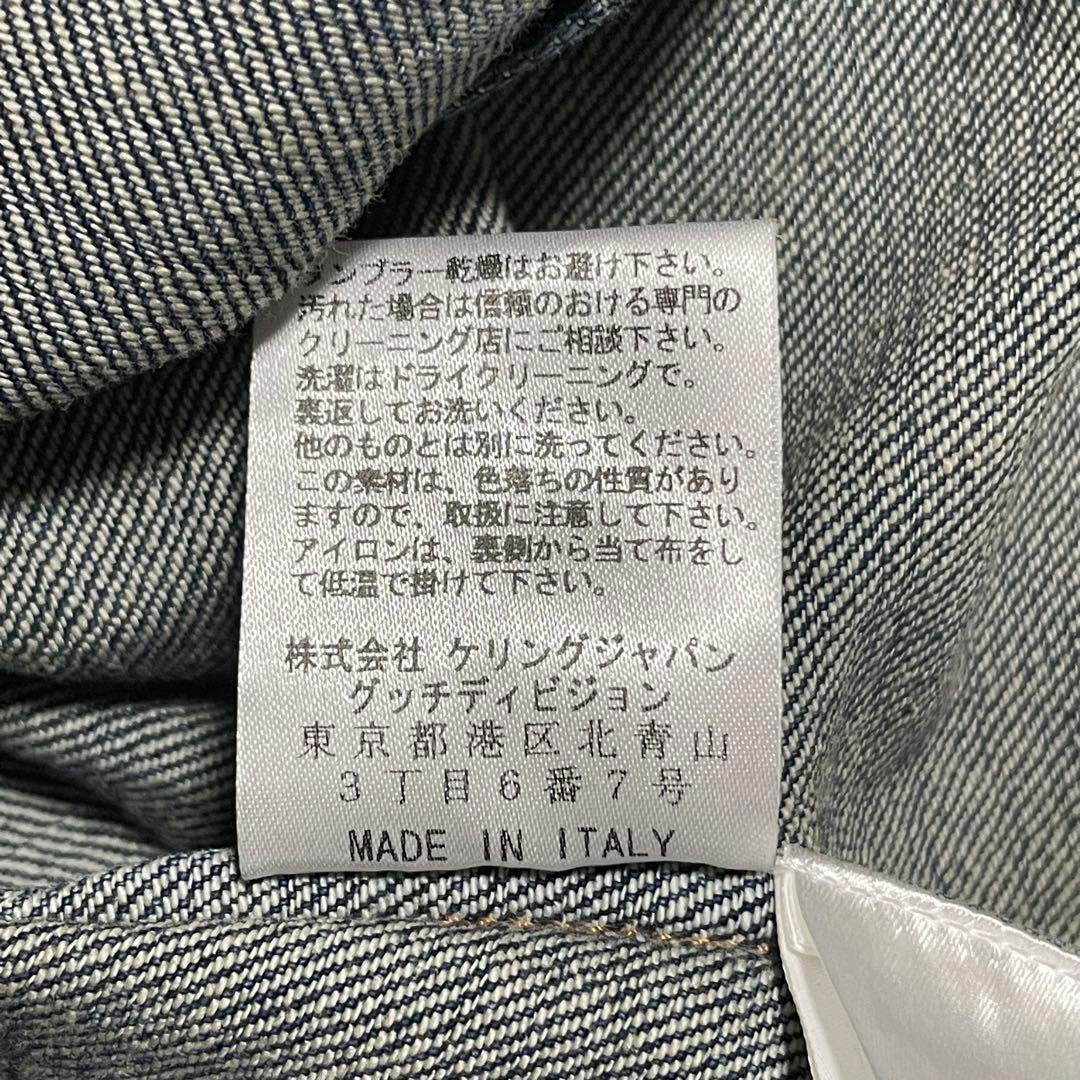 タンブラー乾燥はお避け下さい。
汚れた場合は信頼のおける専門の
クリーニング店にご相談下さい。
洗濯はドライクリーニングで。
裏返してお洗いください。
他のものとは別に洗ってください。
この素材は、色落ちの性質があり
ますので、取扱に注意して下さい。
アイロンは、裏側から当て布をし
て低温で掛けて下さい。
株式会社 ケリングジャパン
グッチディビジョン
東京都港区北青山
3丁目6番7号
MADE IN ITALY